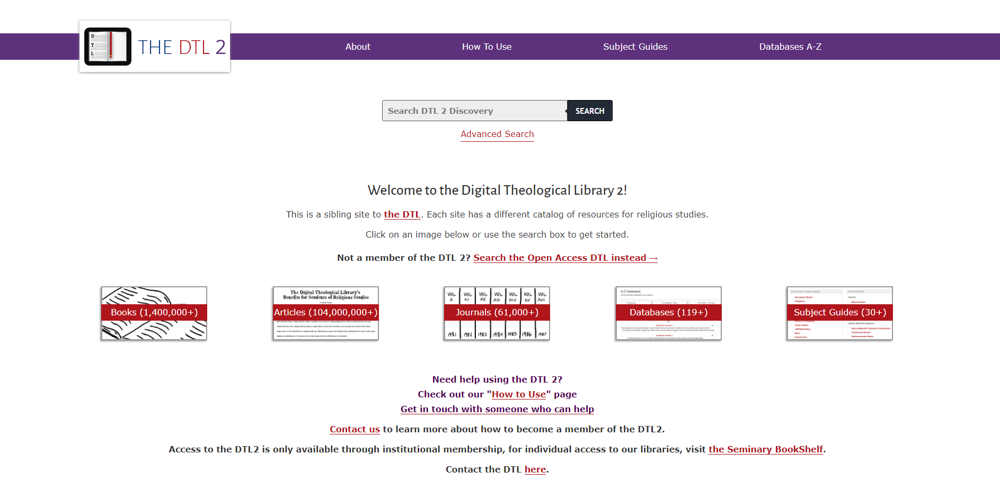 D
T
L
THE DTL 2
About
How To Use
Subject Guides
Databases A-Z
Search DTL 2 Discovery
SEARCH
Advanced Search
Welcome to the Digital Theological Library 2!
This is a sibling site to the DTL. Each site has a different catalog of resources for religious studies.
Click on an image below or use the search box to get started.
Not a member of the DTL 2? Search the Open Access DTL instead →
Books (1,400,000+)
The Digital Theological Library's
Benefits for Students of Religious Studies
Articles (104,000,000+)
VOL X VOL XI VOL XII VOL XIII VOL XIV VOL XV VOL XVI
Journals (61,000+)
1981 1982 1983 1984 1985 1986 1987
A-Z Databases
Databases (119+)
Subject Guides (30+)
Need help using the DTL 2?
Check out our "How to Use" page
Get in touch with someone who can help
Contact us to learn more about how to become a member of the DTL2.
Access to the DTL2 is only available through institutional membership, for individual access to our libraries, visit the Seminary BookShelf.
Contact the DTL here.